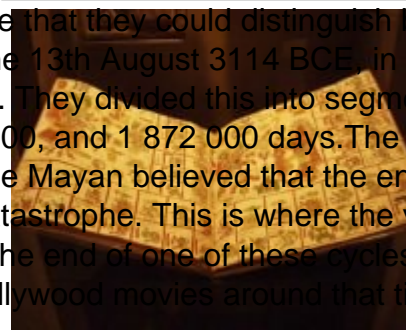 e that they could distinguish
e 13th August 3114 BCE, in
. They divided this into segm
00, and 1 872 000 days.The
e Mayan believed that the en
tastrophe. This is where the
he end of one of these cycles
llywood movies around that ti